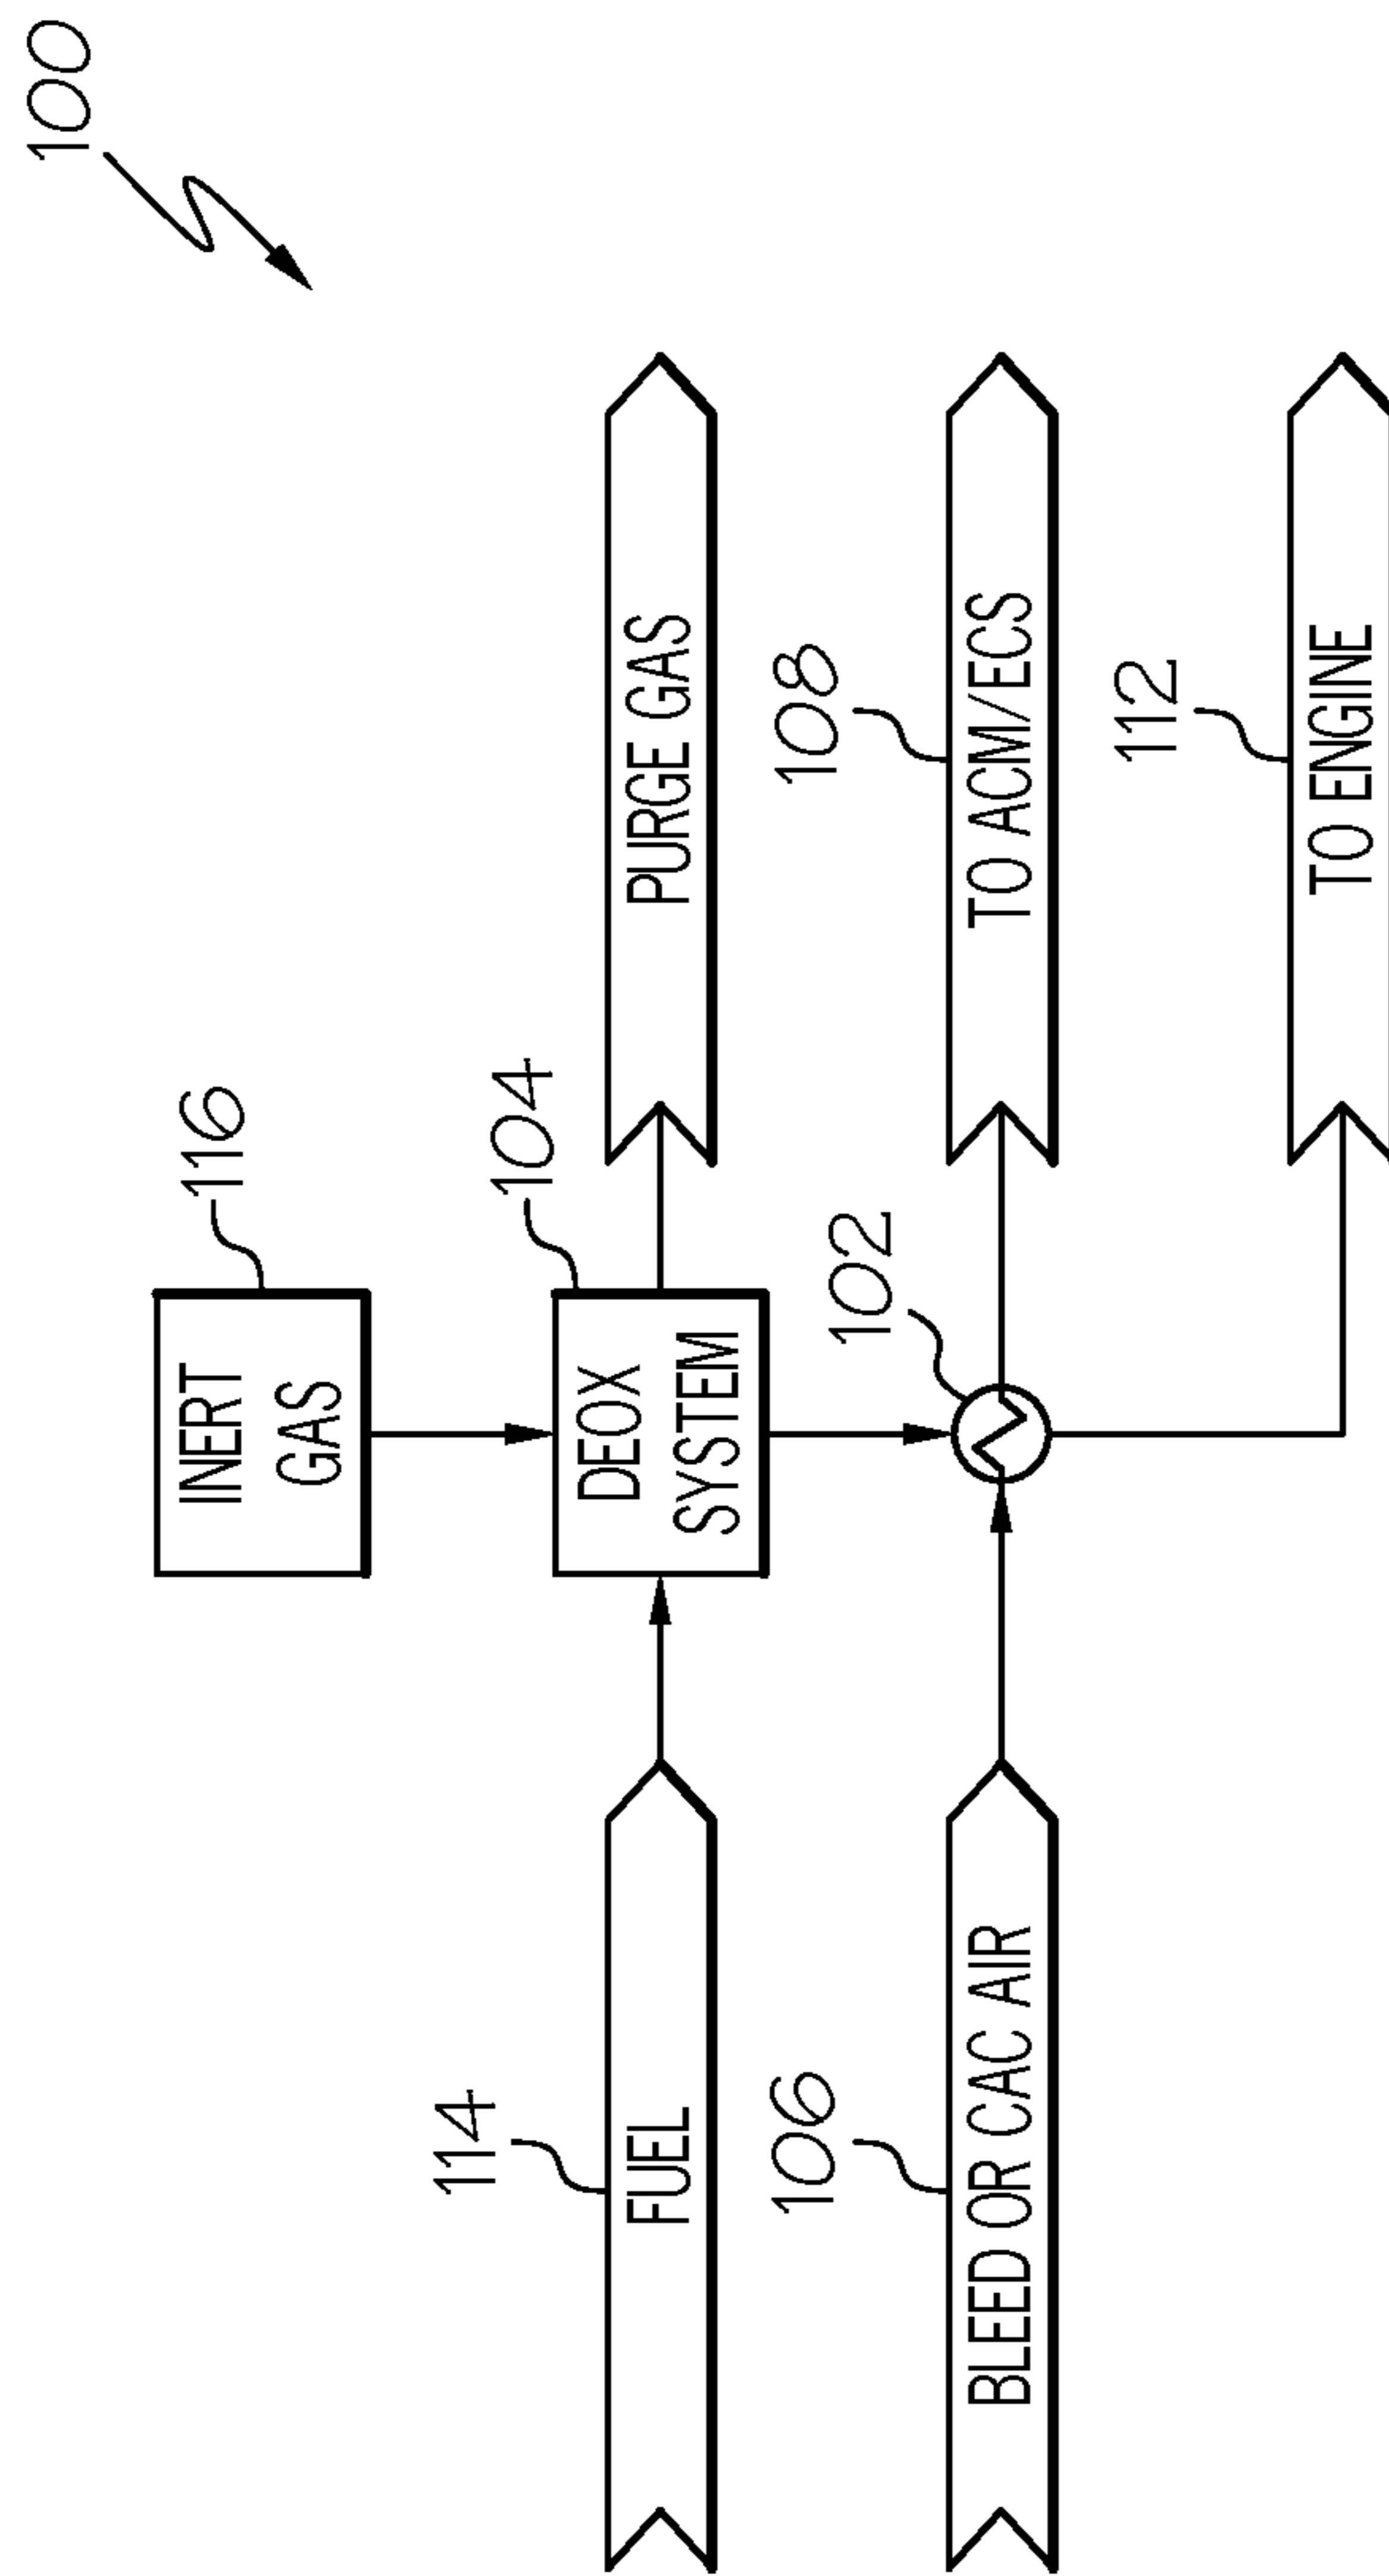 100
INERT
GAS
116
114
FUEL
DEOX
SYSTEM
104
PURGE GAS
106
BLEED OR CAC AIR
102
108
TO ACM/ECS
112
TO ENGINE